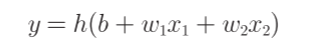 y = h(b + w₁x₁ + w₂x₂)